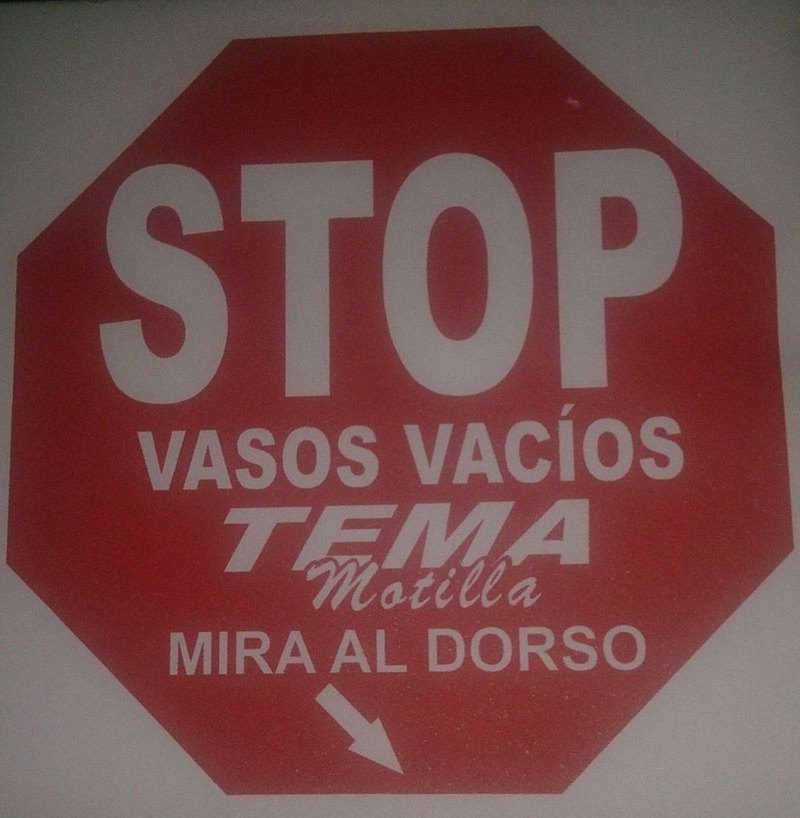 STOP
VASOS VACÍOS
TEMA
Motilla
MIRA AL DORSO